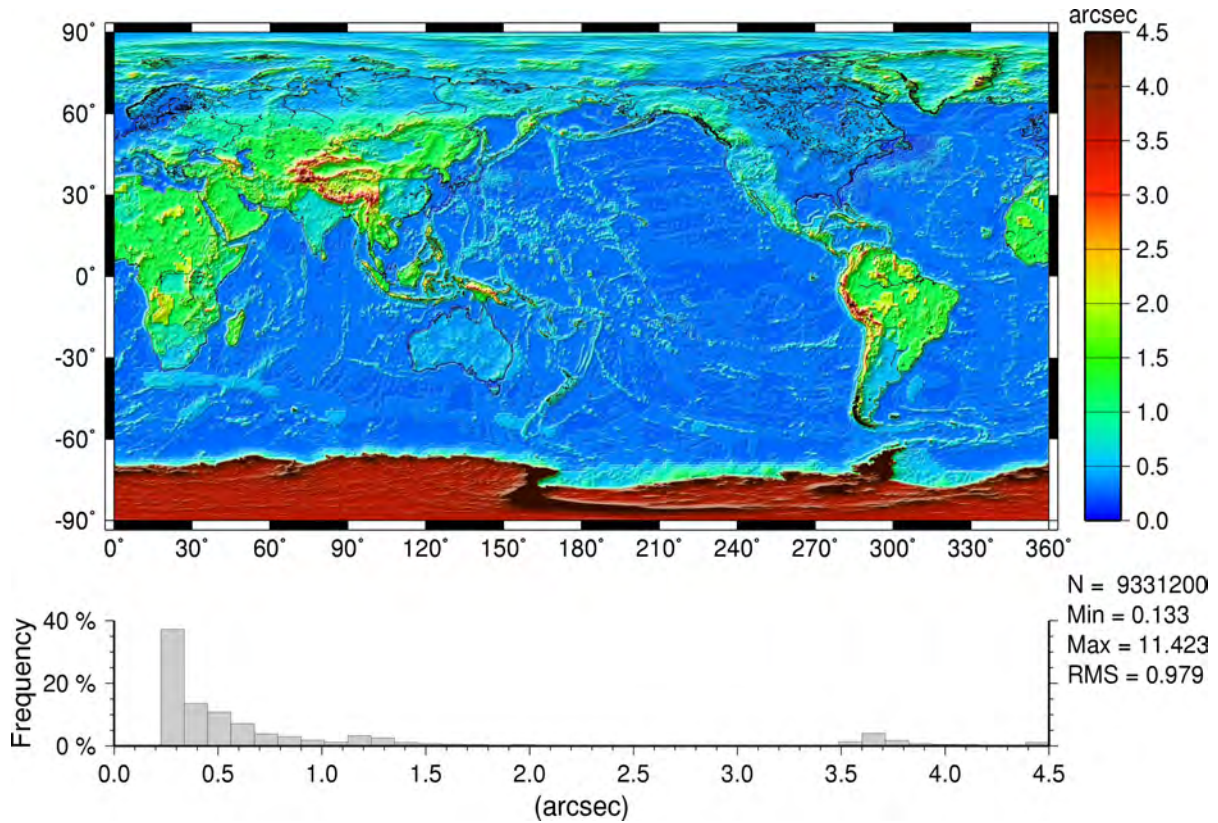 arcsec
90˚ 4.5
4.0
60˚ 3.5
3.0
30˚
2.5
0˚
2.0
-30˚ 1.5
1.0
-60˚
0.5
-90˚ 0.0
0˚ 30˚ 60˚ 90˚ 120˚ 150˚ 180˚ 210˚ 240˚ 270˚ 300˚ 330˚ 360˚
N = 9331200
40 % Min = 0.133
Max = 11.423
20 % RMS = 0.979
Frequency
0 %
0.0 0.5 1.0 1.5 2.0 2.5 3.0 3.5 4.0 4.5
(arcsec)